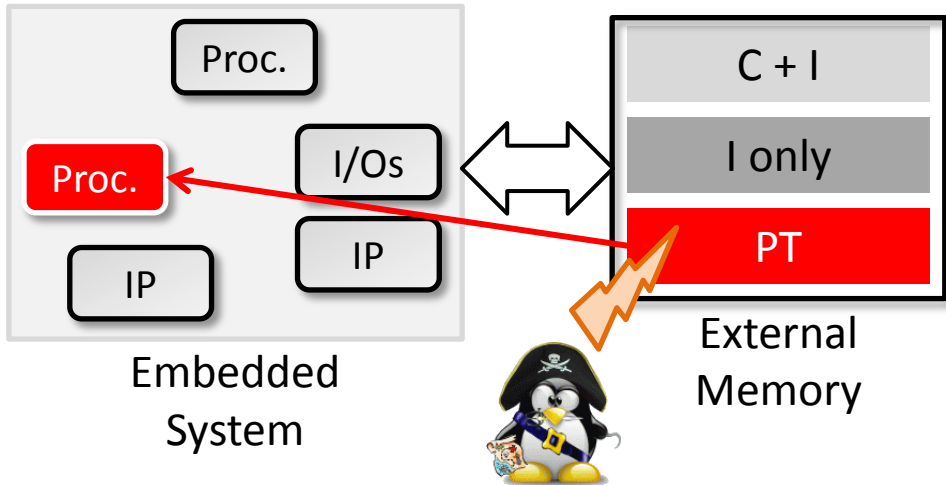 Proc.
Proc.
I/Os
IP
IP
Embedded
System
C + I
I only
PT
External
Memory